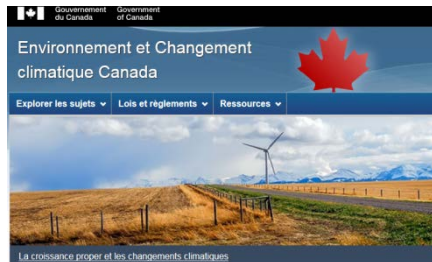 Gouvernement du Canada
Government of Canada
Environnement et Changement
climatique Canada
Explorer les sujets
Lois et règlements
Ressources
La croissance proper et les changements climatiques